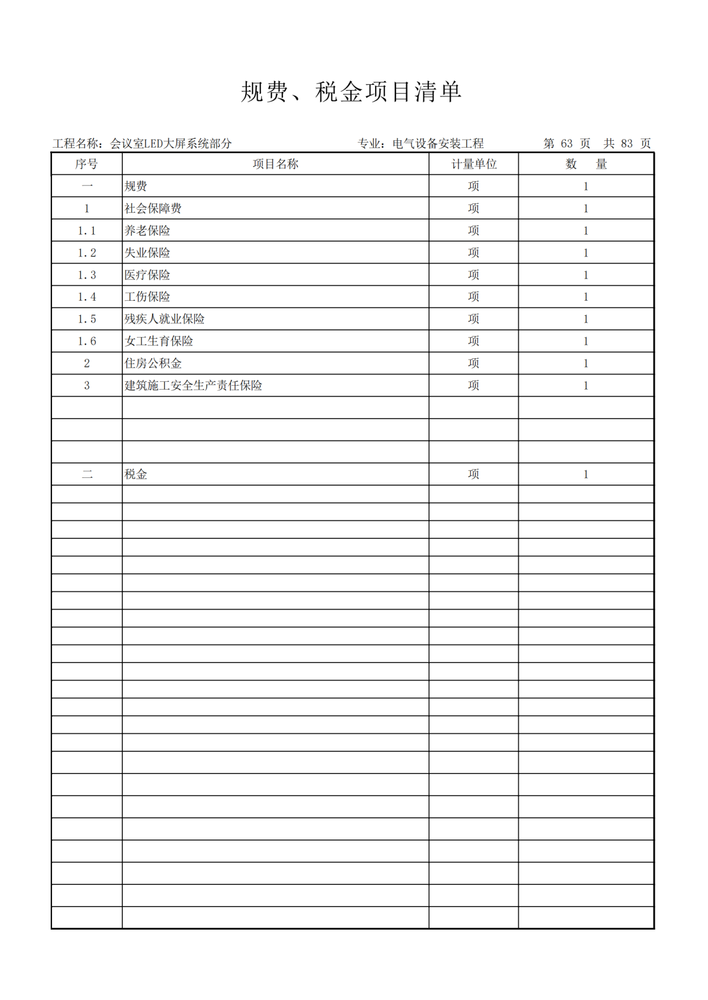 规费、税金项目清单
工程名称：会议室LED大屏系统部分 专业：电气设备安装工程 第 63 页 共 83 页
序号 项目名称 计量单位 数 量
一 规费 项 1
1 社会保障费 项 1
1.1 养老保险 项 1
1.2 失业保险 项 1
1.3 医疗保险 项 1
1.4 工伤保险 项 1
1.5 残疾人就业保险 项 1
1.6 女工生育保险 项 1
2 住房公积金 项 1
3 建筑施工安全生产责任保险 项 1
二 税金 项 1